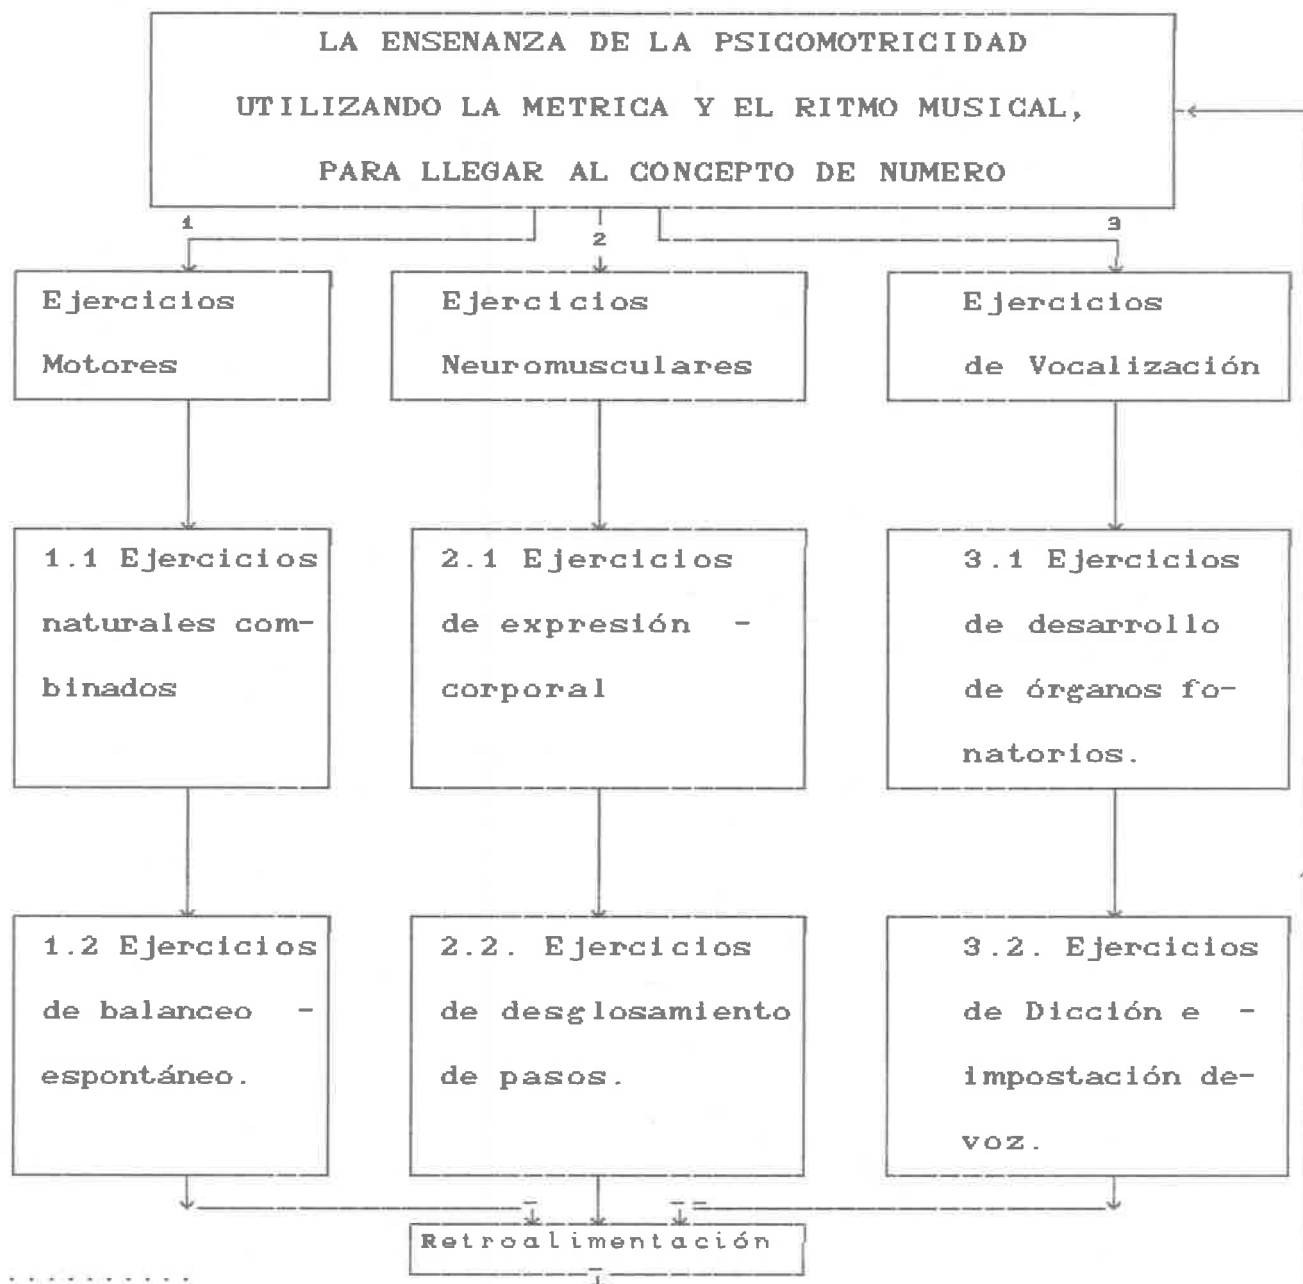 LA ENSENANZA DE LA PSICOMOTRICIDAD
UTILIZANDO LA METRICA Y EL RITMO MUSICAL,
PARA LLEGAR AL CONCEPTO DE NUMERO
1
2
3
Ejercicios
Motores
Ejercicios
Neuromusculares
Ejercicios
de Vocalización
1.1 Ejercicios
naturales com-
binados
2.1 Ejercicios
de expresión -
corporal
3.1 Ejercicios
de desarrollo
de órganos fo-
natorios.
1.2 Ejercicios
de balanceo -
espontáneo.
2.2. Ejercicios
de desglosamiento
de pasos.
3.2. Ejercicios
de Dicción e -
impostación de-
voz.
Retroalimentación